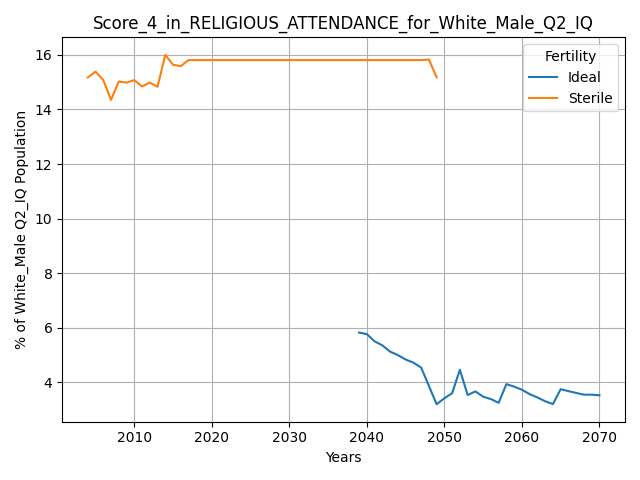 Score_4_in_RELIGIOUS_ATTENDANCE_for_White_Male_Q2_IQ
% of White_Male Q2_IQ Population
16
14
12
10
8
6
4
Fertility
Ideal
Sterile
2010 2020 2030 2040 2050 2060 2070
Years